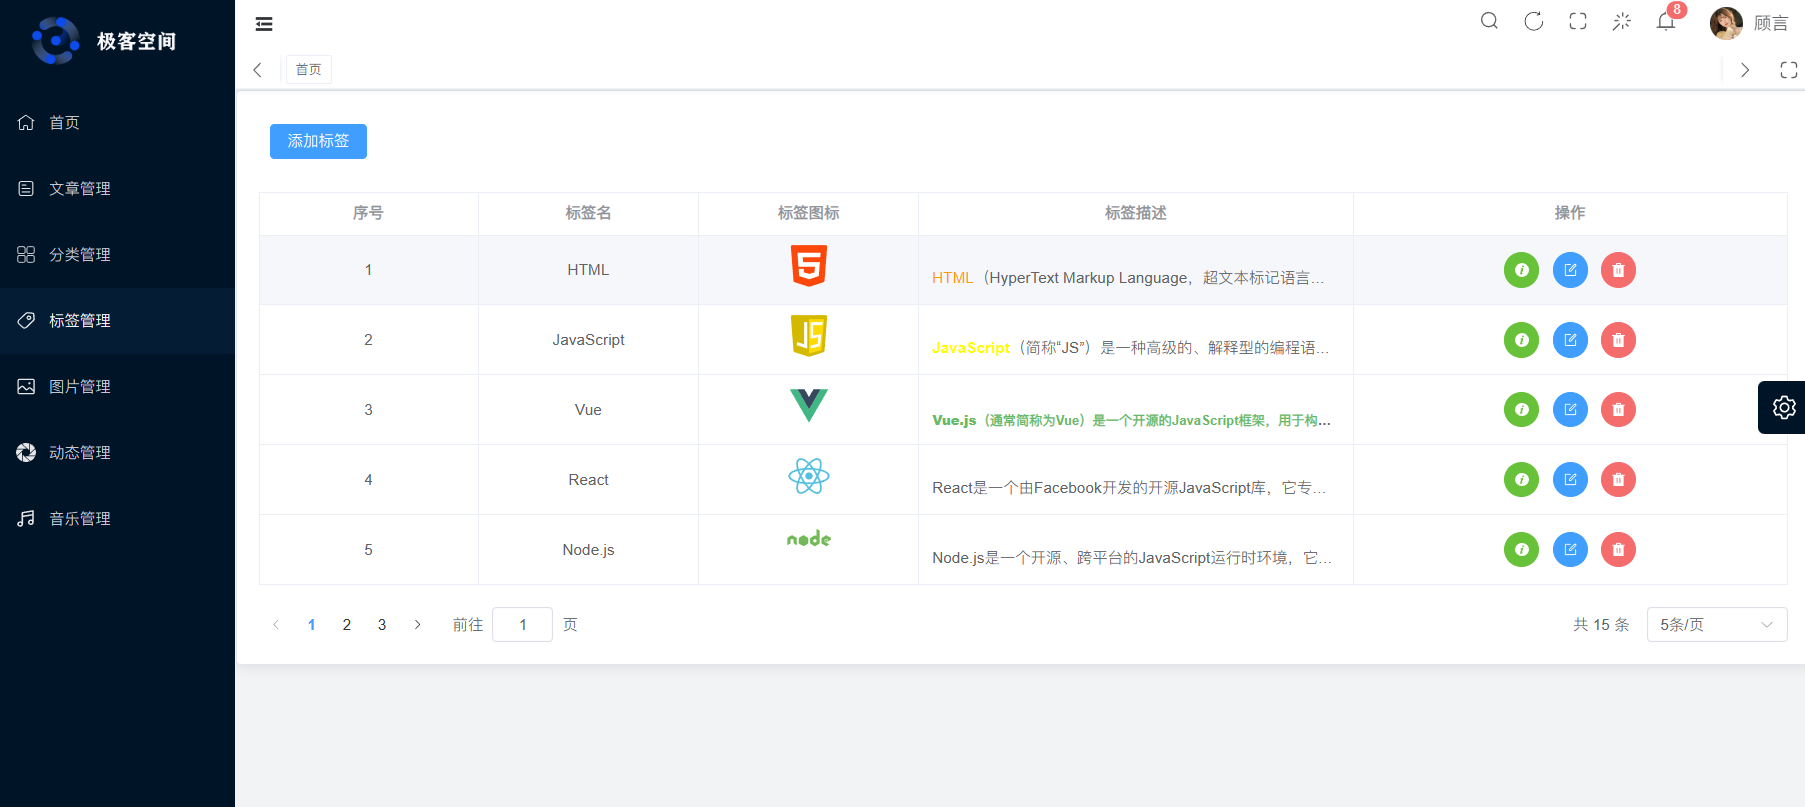 极客空间
8
顾言
首页
首页
文章管理
分类管理
标签管理
图片管理
动态管理
音乐管理
添加标签
序号 标签名 标签图标 标签描述 操作
1 HTML 5 HTML（HyperText Markup Language，超文本标记语言...
2 JavaScript JS JavaScript（简称“JS”）是一种高级的、解释型的编程语...
3 Vue Vue.js（通常简称为Vue）是一个开源的JavaScript框架，用于构...
4 React React是一个由Facebook开发的开源JavaScript库，它专...
5 Node.js node Node.js是一个开源、跨平台的JavaScript运行时环境，它...
1 2 3 前往 1 页 共 15 条 5条/页